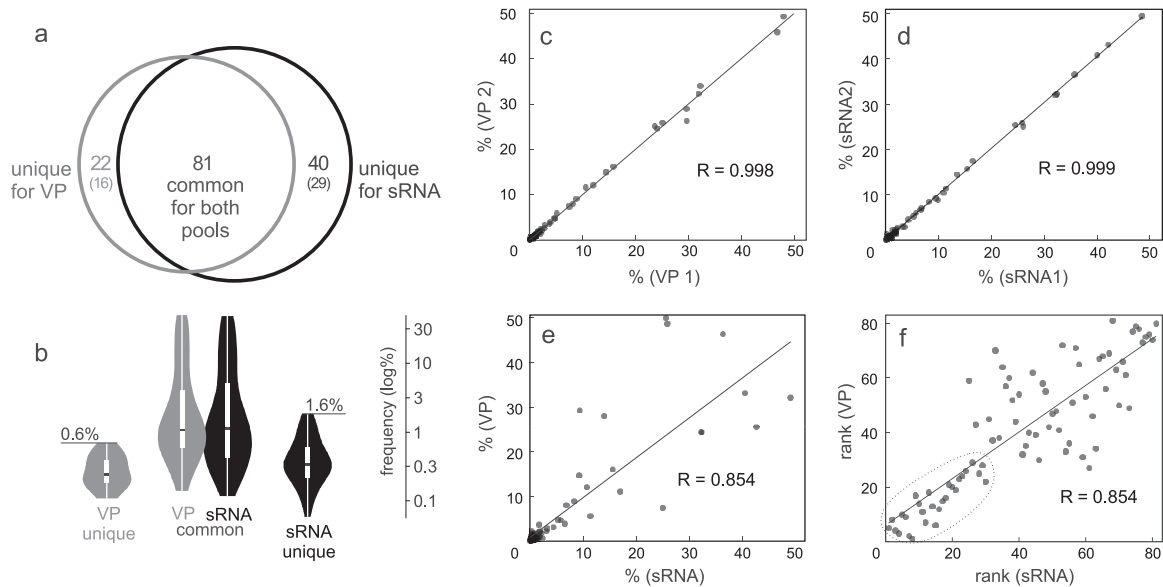 a
unique
for VP
22
(16)
81
common
for both
pools
40
(29)
unique
for sRNA
b
0.6%
VP
unique
VP
sRNA
common
1.6%
sRNA
unique
frequency (log%)
30
10
3
1
0.3
0.1
c
50
40
30
20
10
0
% (VP 2)
R = 0.998
10
20
30
40
50
% (VP 1)
d
50
40
30
20
10
0
% (sRNA2)
R = 0.999
10
20
30
40
50
% (sRNA1)
e
50
40
30
20
10
0
% (VP)
R = 0.854
10
20
30
40
50
% (sRNA)
f
80
60
40
20
0
rank (VP)
R = 0.854
20
40
60
80
rank (sRNA)